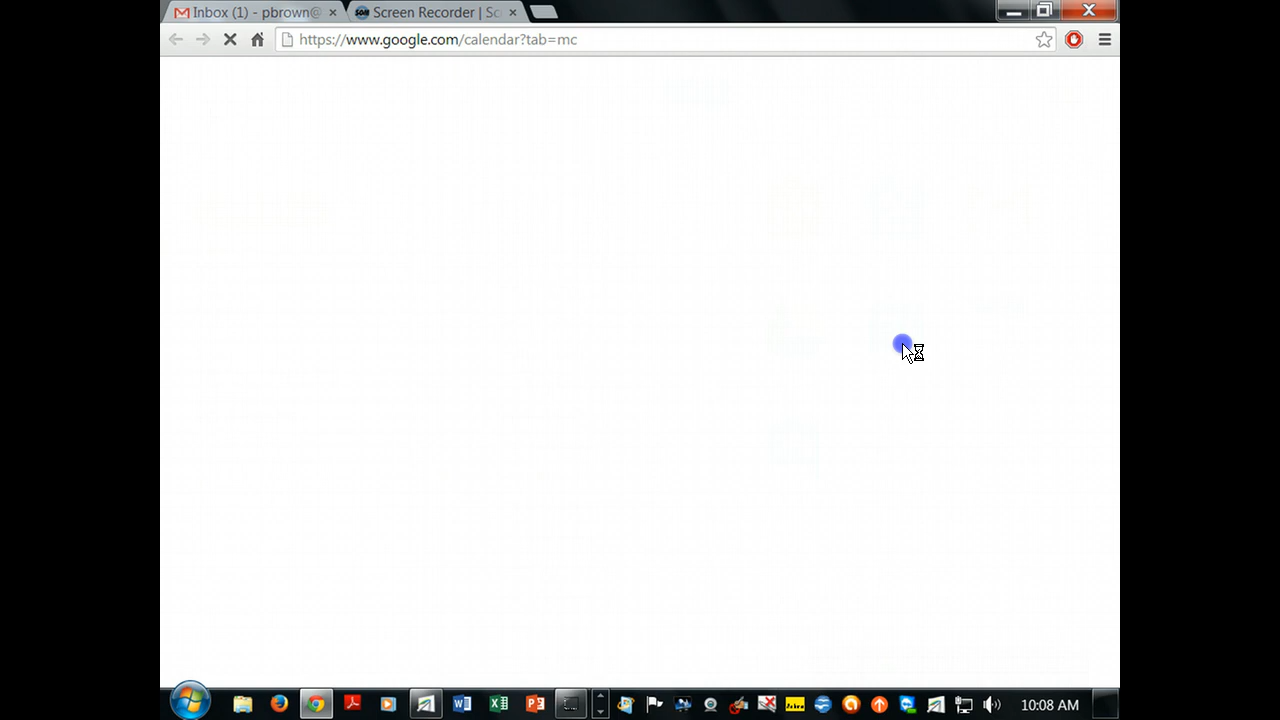 Inbox (1) - pbrown@
Screen Recorder | Sc
https://www.google.com/calendar?tab=mc
10:08 AM